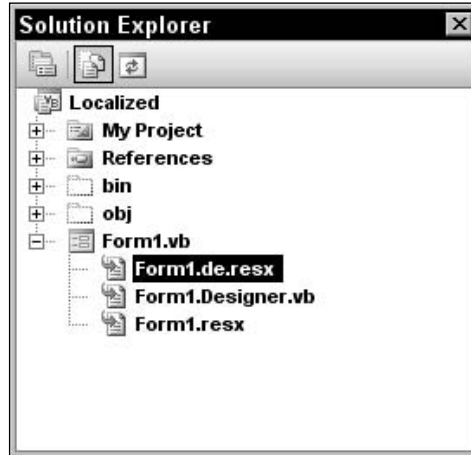 Solution Explorer
Localized
My Project
References
bin
obj
Form1.vb
Form1.de.resx
Form1.Designer.vb
Form1.resx